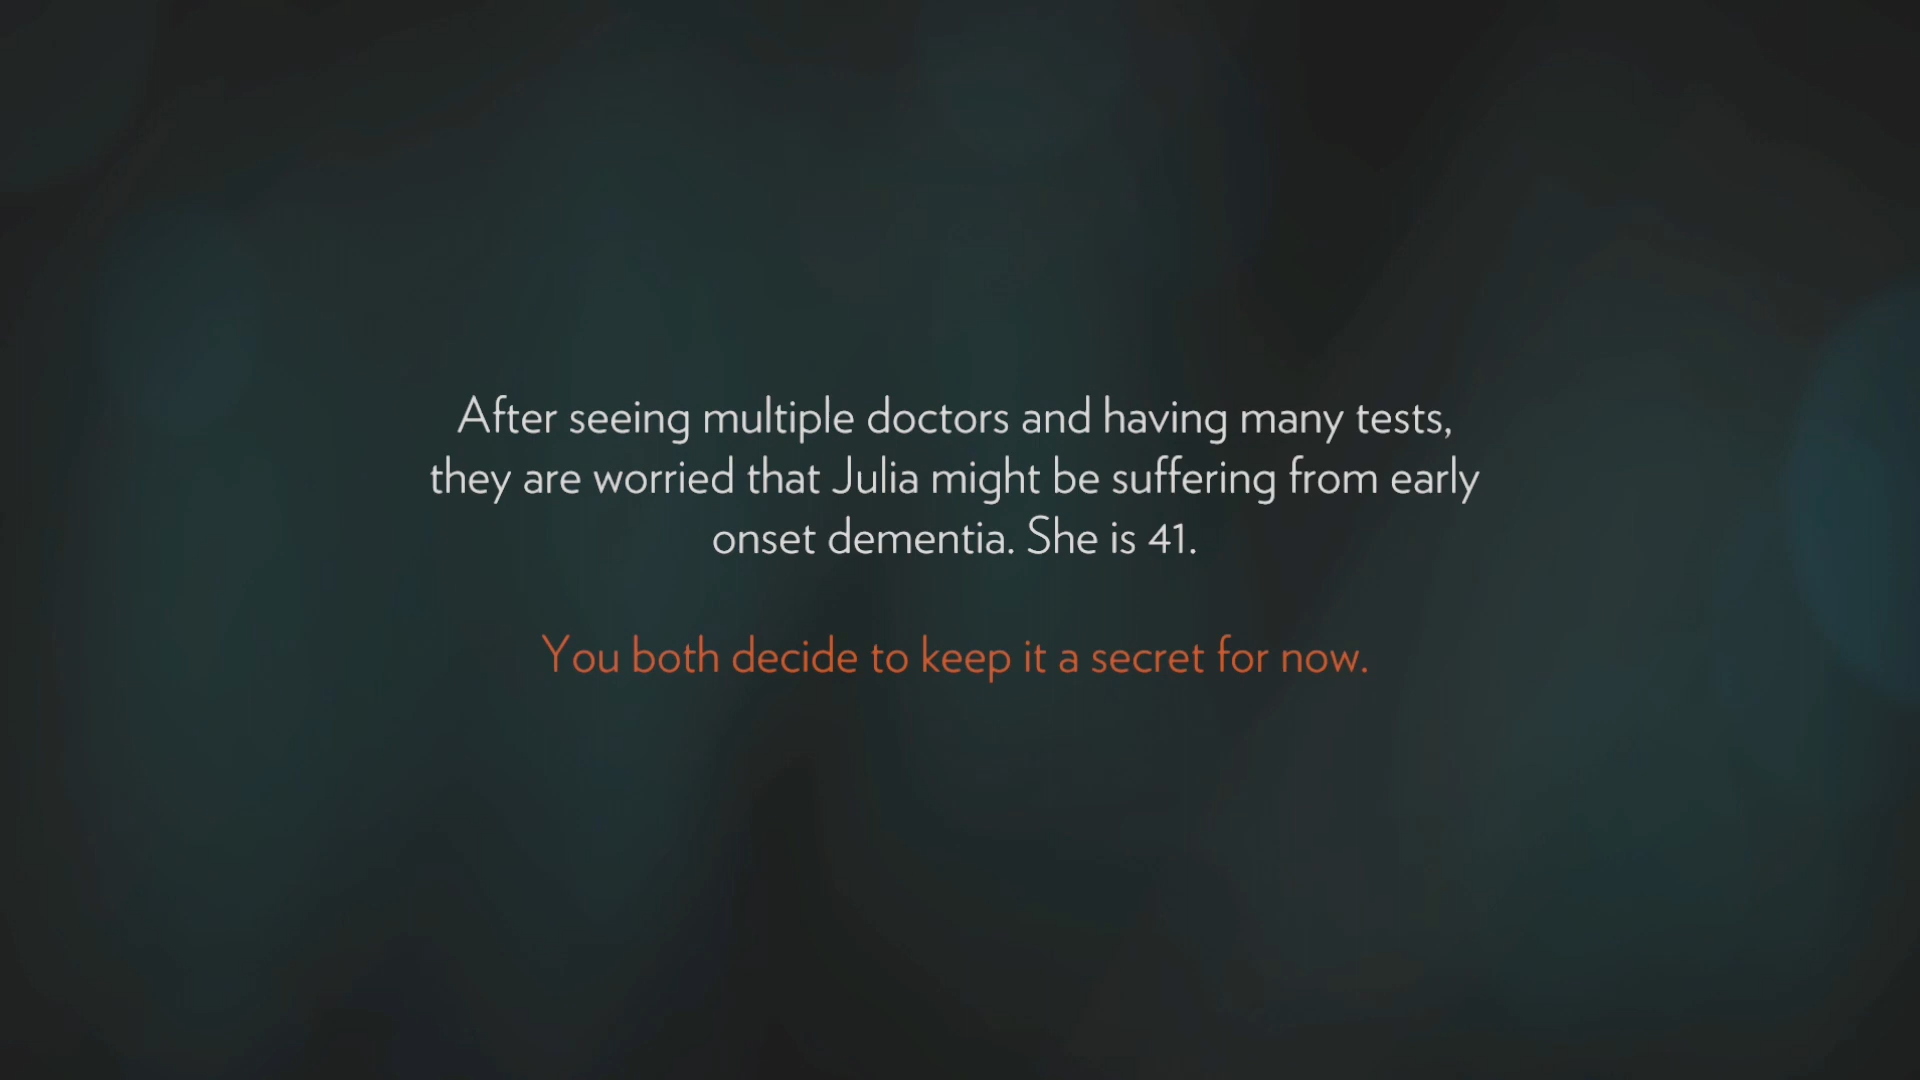 After seeing multiple doctors and having many tests,
they are worried that Julia might be suffering from early
onset dementia. She is 41.
You both decide to keep it a secret for now.